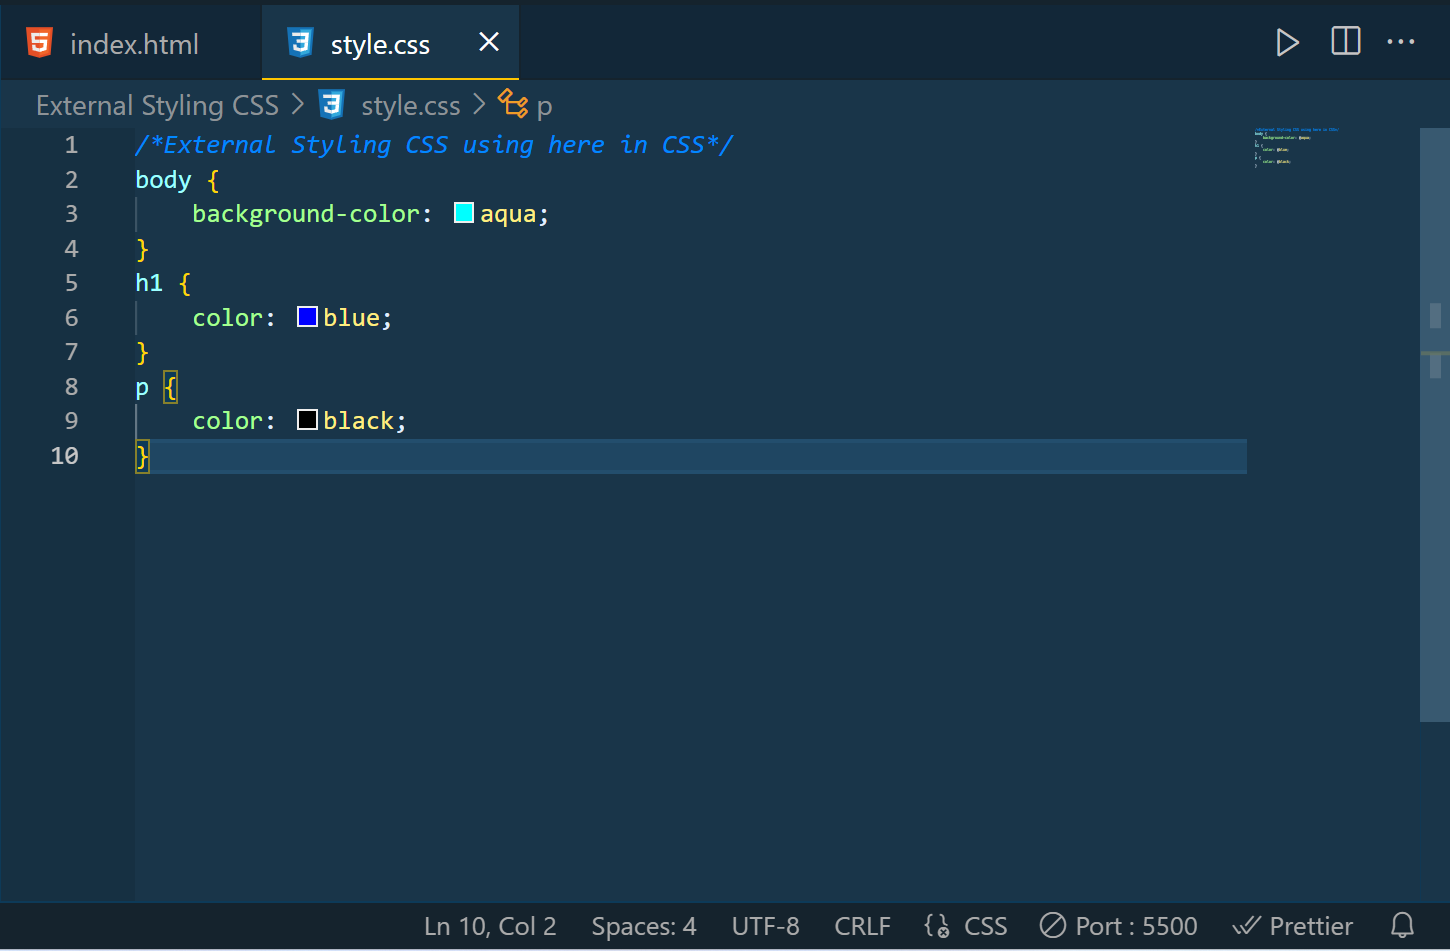 index.html
style.css
External Styling CSS > style.css > p
1 /*External Styling CSS using here in CSS*/
2 body {
3     background-color: aqua;
4 }
5 h1 {
6     color: blue;
7 }
8 p {
9     color: black;
10 }
Ln 10, Col 2 Spaces: 4 UTF-8 CRLF {} CSS Port : 5500 Prettier